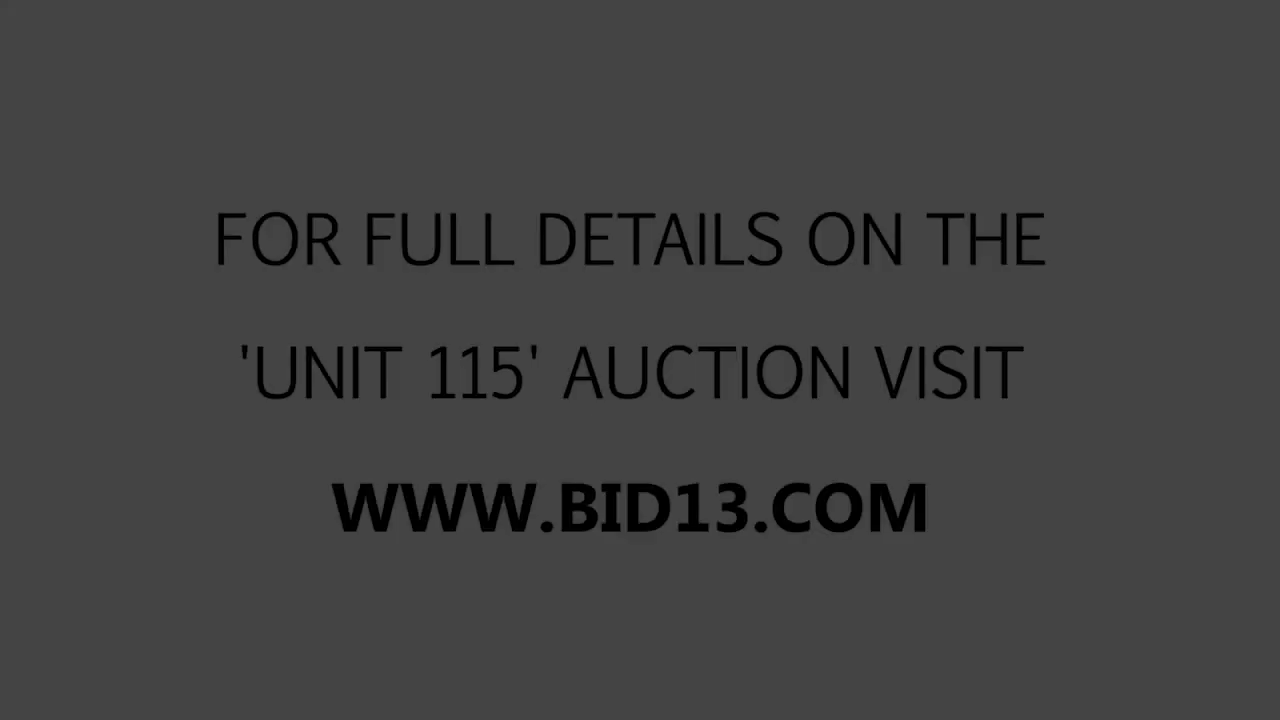 FOR FULL DETAILS ON THE
'UNIT 115' AUCTION VISIT
WWW.BID13.COM